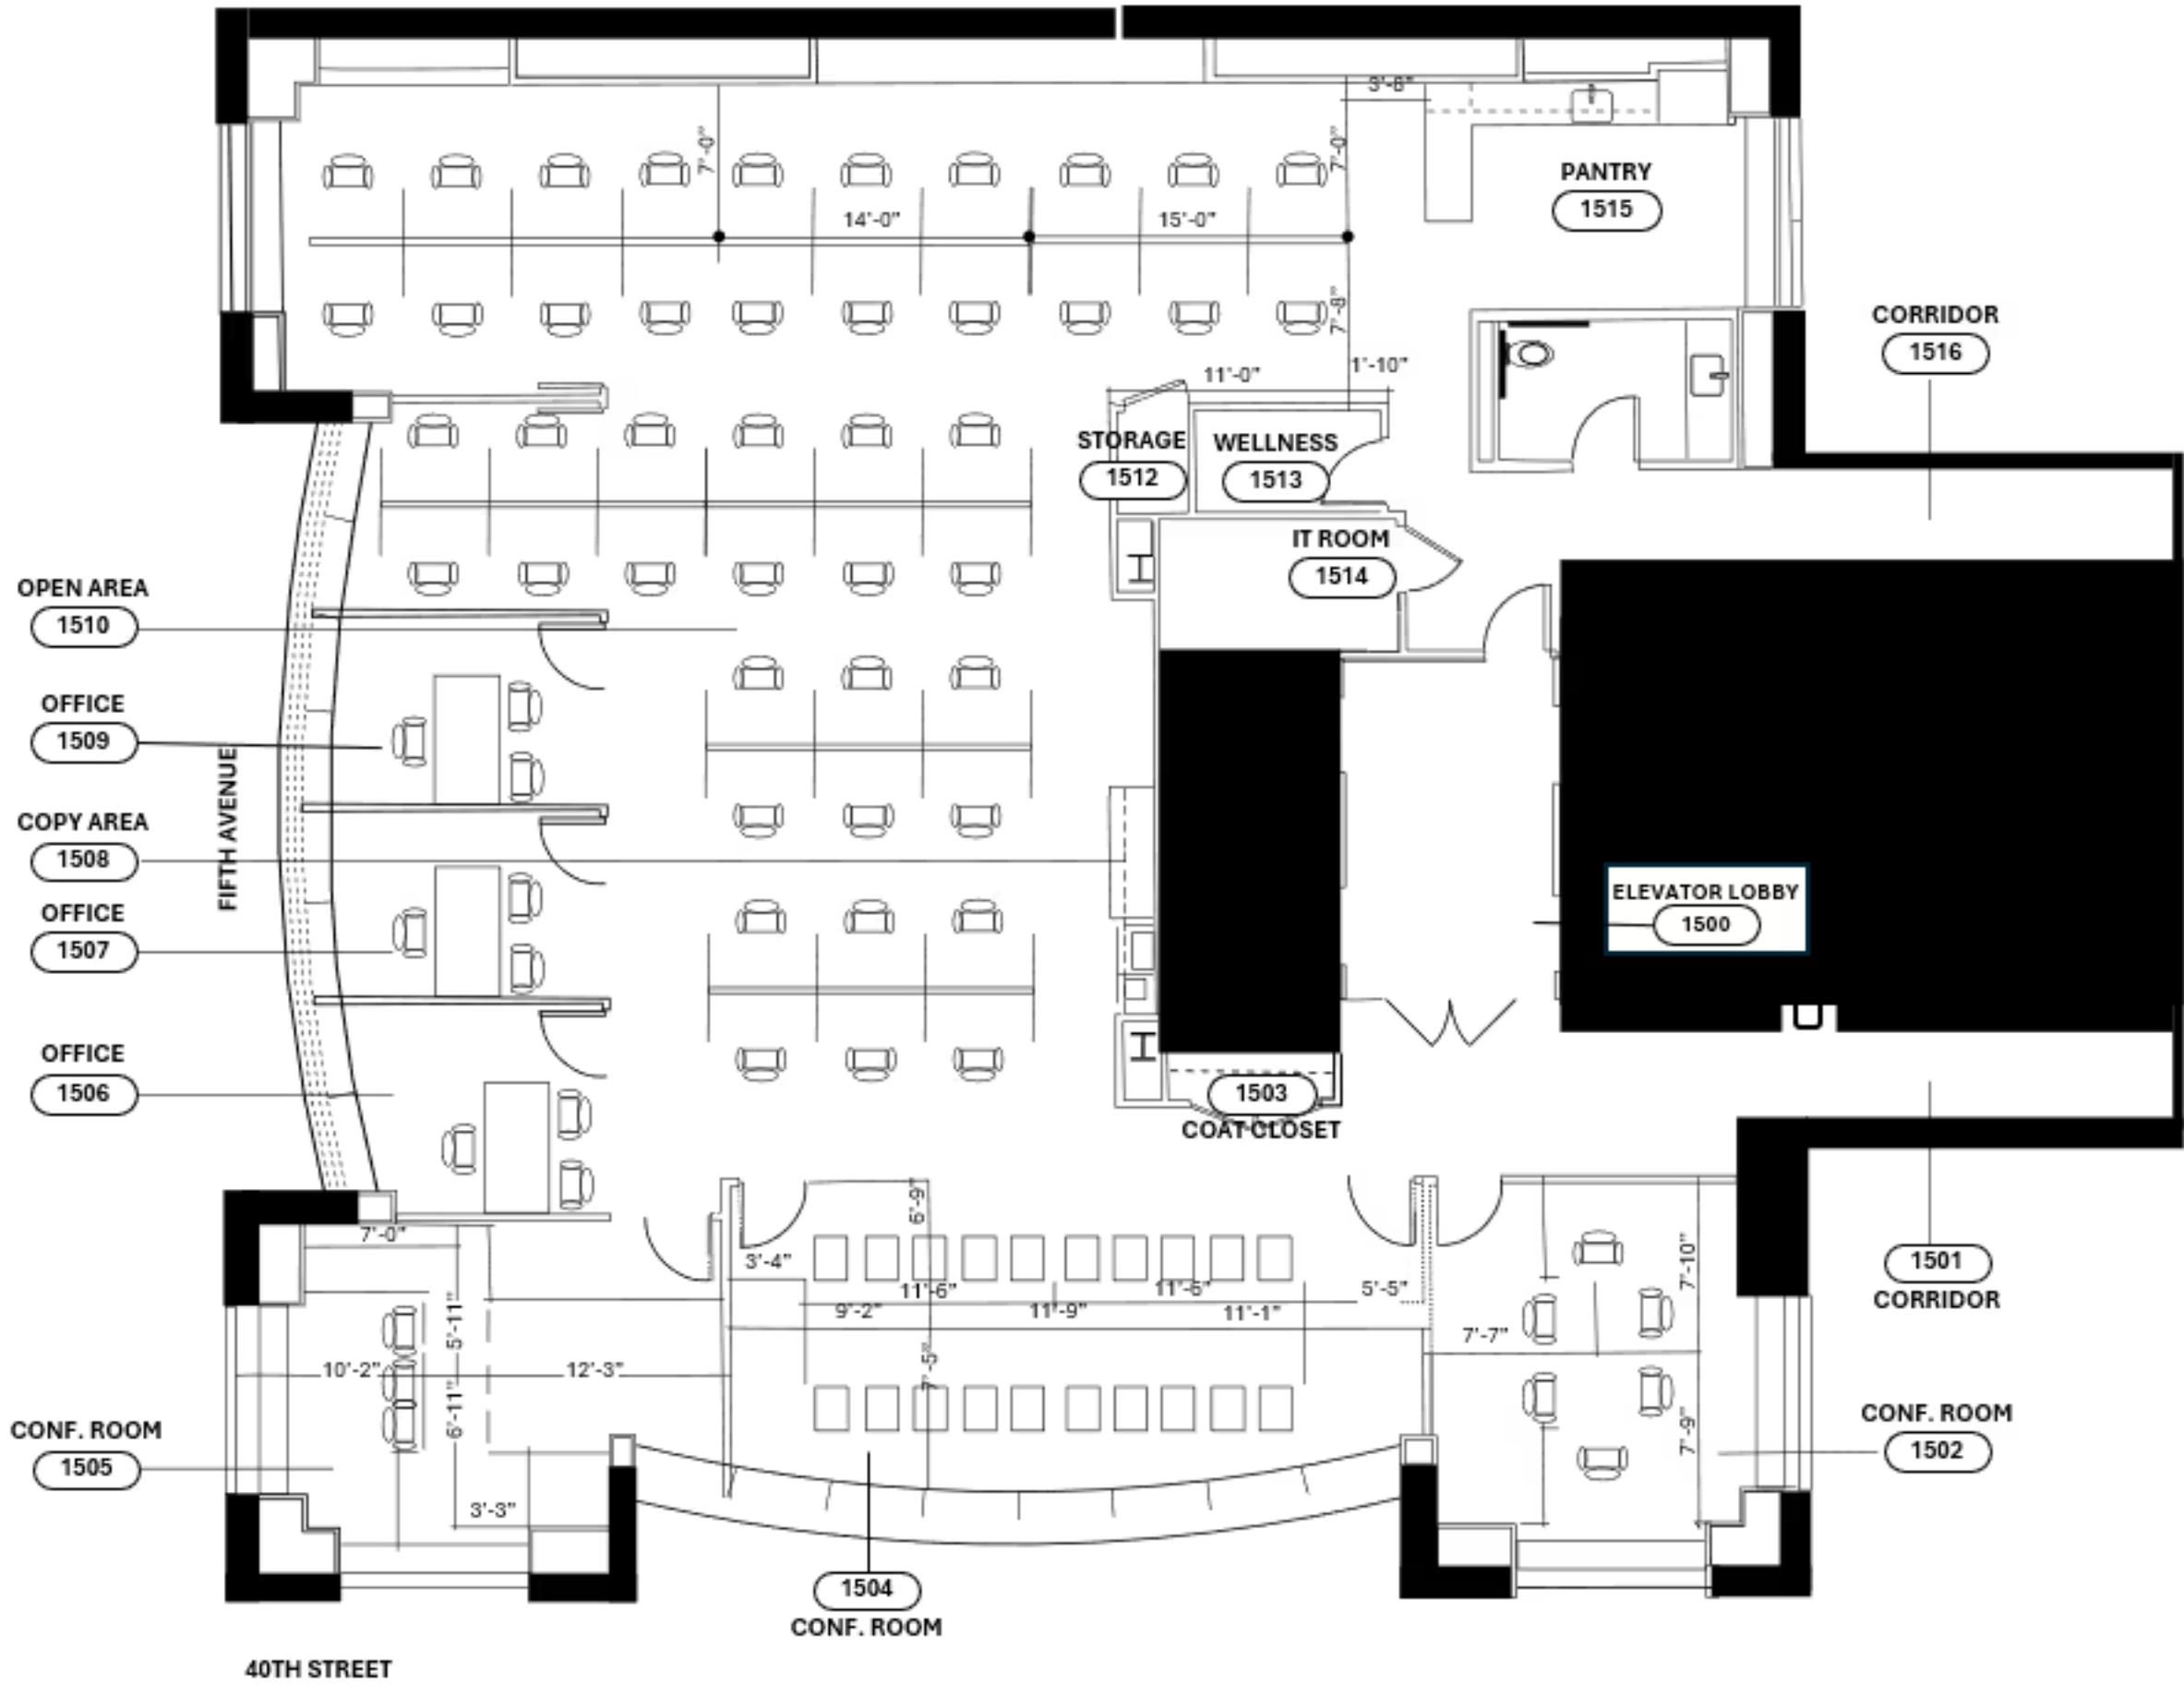 3'-6"
7'-0"
7'-0"
PANTRY
1515
14'-0"
15'-0"
7'-8"
CORRIDOR
1516
1'-10"
11'-0"
STORAGE
1512
WELLNESS
1513
IT ROOM
1514
OPEN AREA
1510
OFFICE
1509
FIFTH AVENUE
COPY AREA
1508
ELEVATOR LOBBY
1500
OFFICE
1507
OFFICE
1506
1503
COAT CLOSET
6'-9"
7'-0"
3'-4"
7'-10"
1501
CORRIDOR
11'-6"
11'-6"
5'-5"
5'-11"
9'-2"
11'-9"
11'-1"
7'-7"
10'-2"
12'-3"
7'-5"
6'-11"
7'-9"
CONF. ROOM
1505
CONF. ROOM
1502
3'-3"
1504
CONF. ROOM
40TH STREET